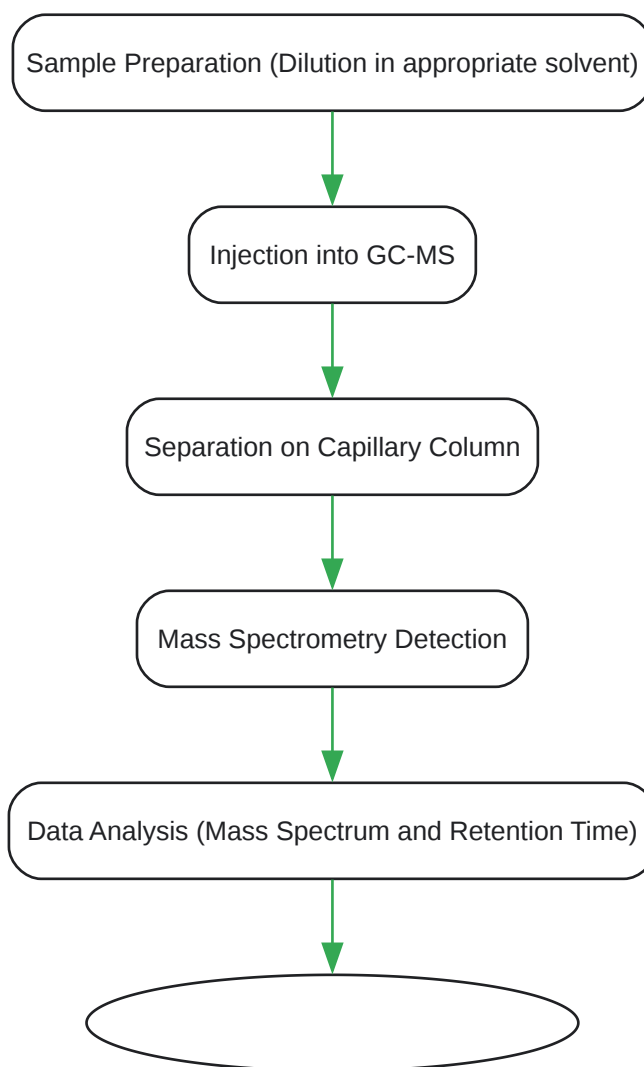 Sample Preparation (Dilution in appropriate solvent)
Injection into GC-MS
Separation on Capillary Column
Mass Spectrometry Detection
Data Analysis (Mass Spectrum and Retention Time)